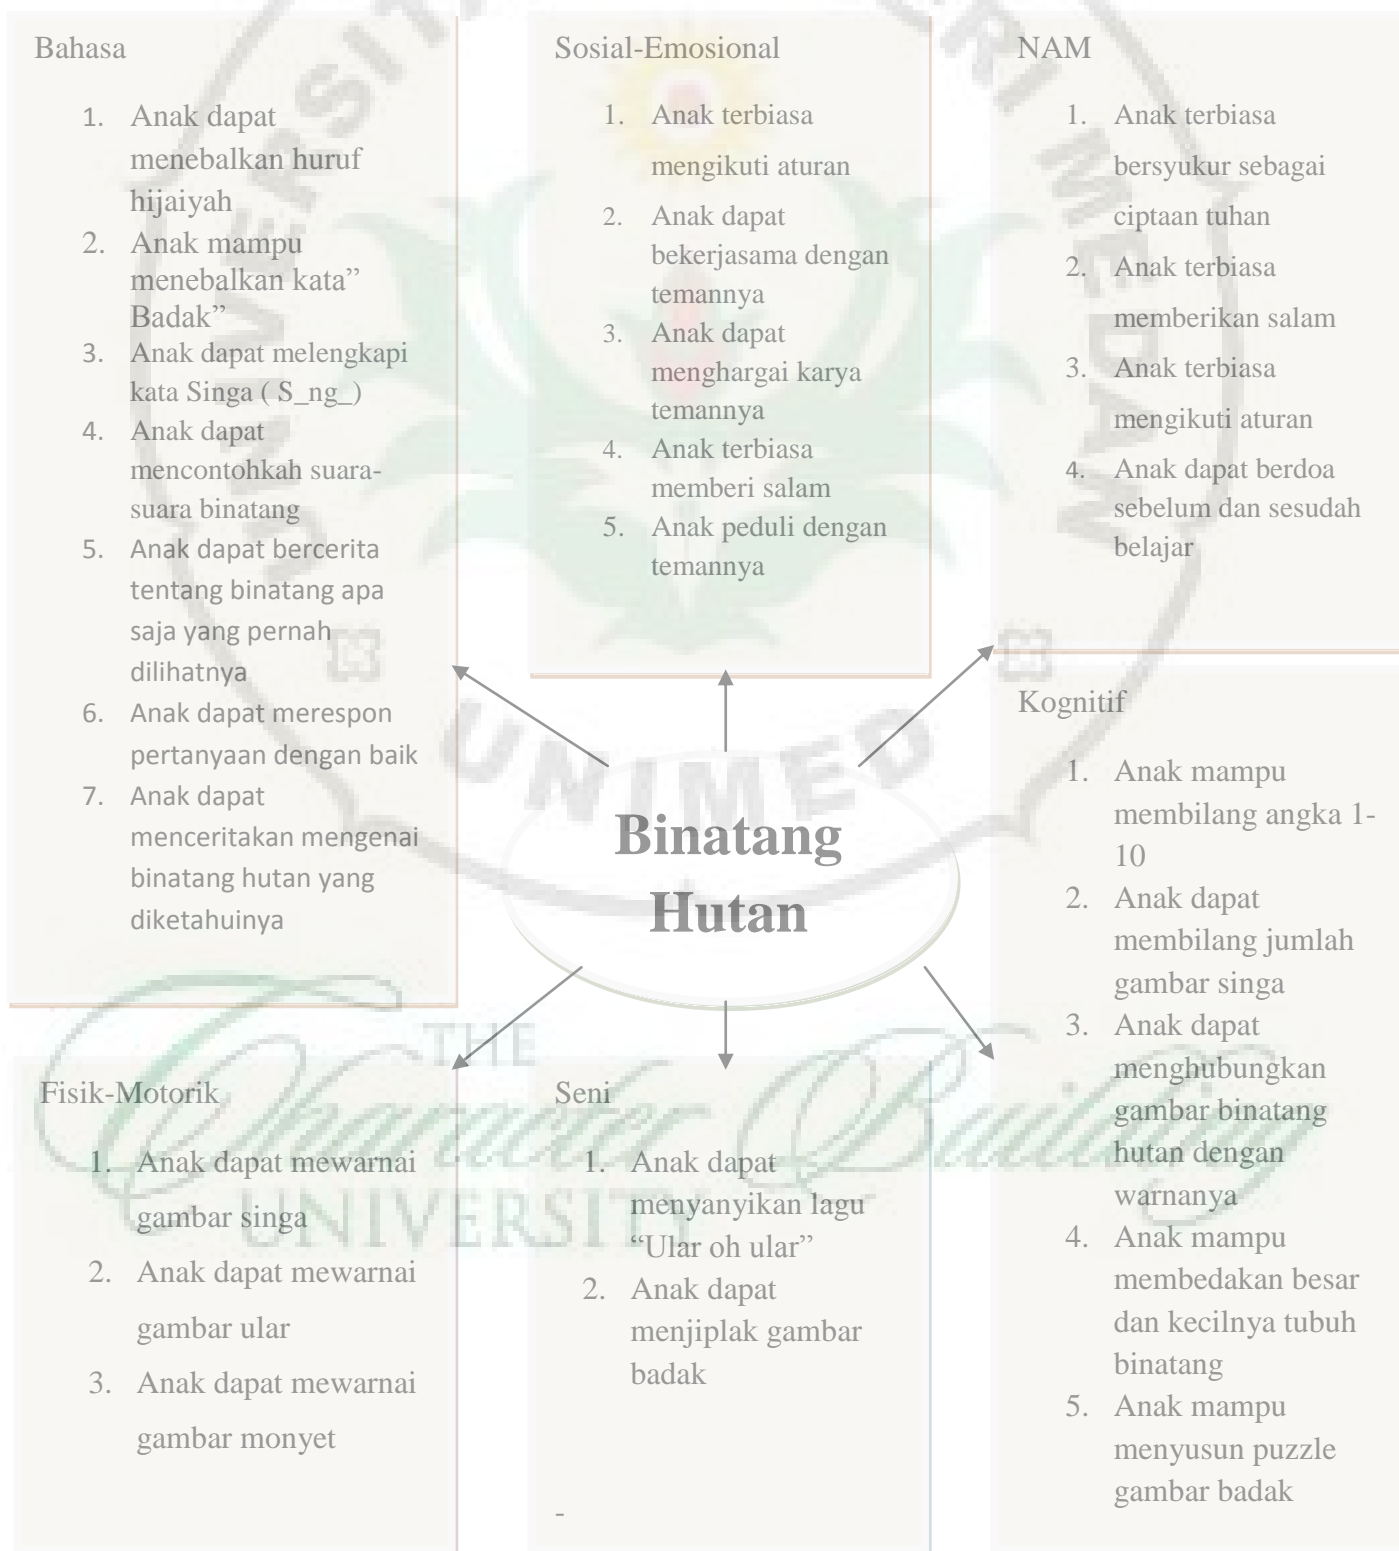 Bahasa
1. Anak dapat
menebalkan huruf
hijaiyah
2. Anak mampu
menebalkan kata”
Badak”
3. Anak dapat melengkapi
kata Singa ( S_ng_)
4. Anak dapat
mencontohkah suara-
suara binatang
5. Anak dapat bercerita
tentang binatang apa
saja yang pernah
dilihatnya
6. Anak dapat merespon
pertanyaan dengan baik
7. Anak dapat
menceritakan mengenai
binatang hutan yang
diketahuinya
Sosial-Emosional
1. Anak terbiasa
mengikuti aturan
2. Anak dapat
bekerjasama dengan
temannya
3. Anak dapat
menghargai karya
temannya
4. Anak terbiasa
memberi salam
5. Anak peduli dengan
temannya
NAM
1. Anak terbiasa
bersyukur sebagai
ciptaan tuhan
2. Anak terbiasa
memberikan salam
3. Anak terbiasa
mengikuti aturan
4. Anak dapat berdoa
sebelum dan sesudah
belajar
Binatang
Hutan
Kognitif
1. Anak mampu
membilang angka 1-
10
2. Anak dapat
membilang jumlah
gambar singa
3. Anak dapat
menghubungkan
gambar binatang
hutan dengan
warnanya
4. Anak mampu
membedakan besar
dan kecilnya tubuh
binatang
5. Anak mampu
menyusun puzzle
gambar badak
Fisik-Motorik
1. Anak dapat mewarnai
gambar singa
2. Anak dapat mewarnai
gambar ular
3. Anak dapat mewarnai
gambar monyet
Seni
1. Anak dapat
menyanyikan lagu
“Ular oh ular”
2. Anak dapat
menjiplak gambar
badak
-
UNIMED
THE
Character Building
UNIVERSITY